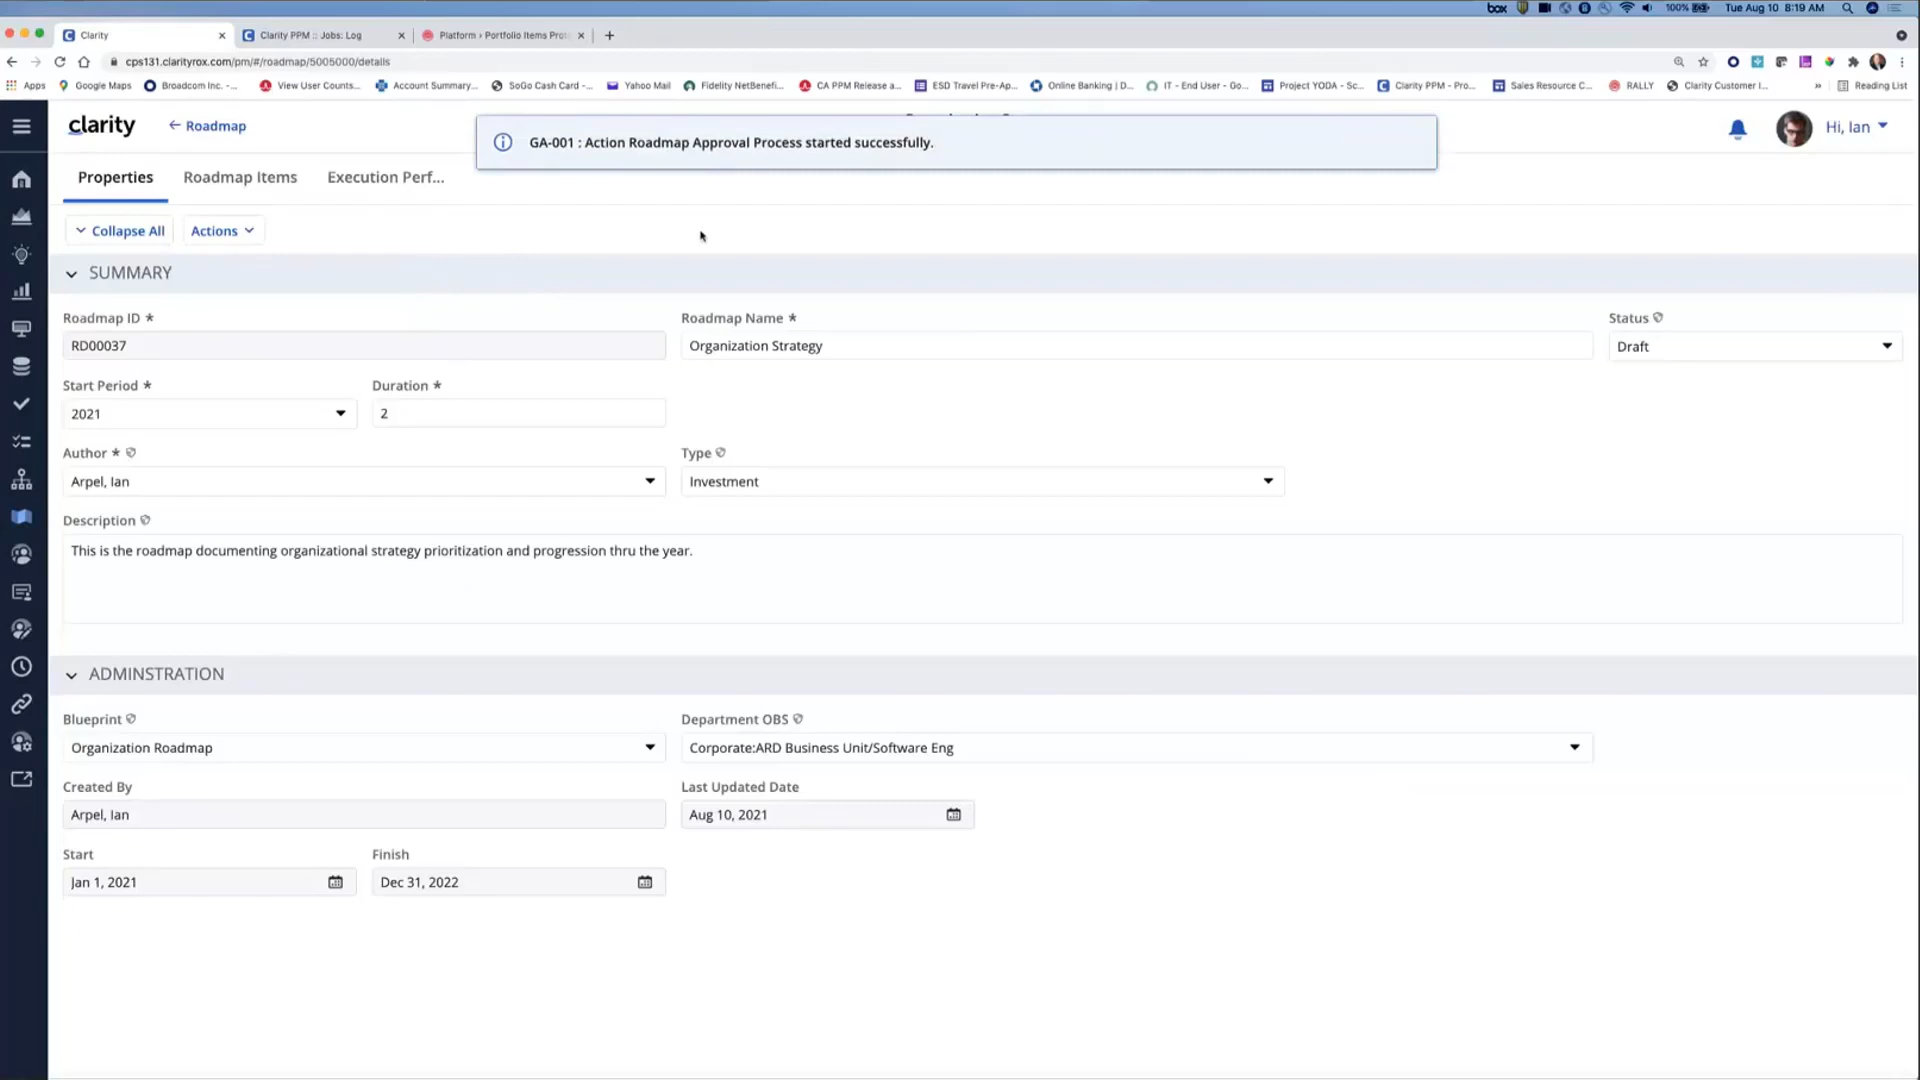 box
100%
Tue Aug 10 8:19 AM
Clarity
Clarity PPM :: Jobs: Log
Platform › Portfolio Items Prot
cps131.clarityrox.com/pm/#/roadmap/5005000/details
Apps
Google Maps
Broadcom Inc. -...
View User Counts...
Account Summary...
SoGo Cash Card -...
Yahoo Mail
Fidelity NetBenefi...
CA PPM Release a...
ESD Travel Pre-Ap...
Online Banking | D...
IT - End User - Go...
Project YODA - Sc...
Clarity PPM - Pro...
Sales Resource C...
RALLY
Clarity Customer I...
»
Reading List
clarity
← Roadmap
GA-001 : Action Roadmap Approval Process started successfully.
Hi, Ian
Properties
Roadmap Items
Execution Perf...
Collapse All
Actions
SUMMARY
Roadmap ID *
Roadmap Name *
Status
RD00037
Organization Strategy
Draft
Start Period *
Duration *
2021
2
Author *
Type
Arpel, Ian
Investment
Description
This is the roadmap documenting organizational strategy prioritization and progression thru the year.
ADMINSTRATION
Blueprint
Department OBS
Organization Roadmap
Corporate:ARD Business Unit/Software Eng
Created By
Last Updated Date
Arpel, Ian
Aug 10, 2021
Start
Finish
Jan 1, 2021
Dec 31, 2022